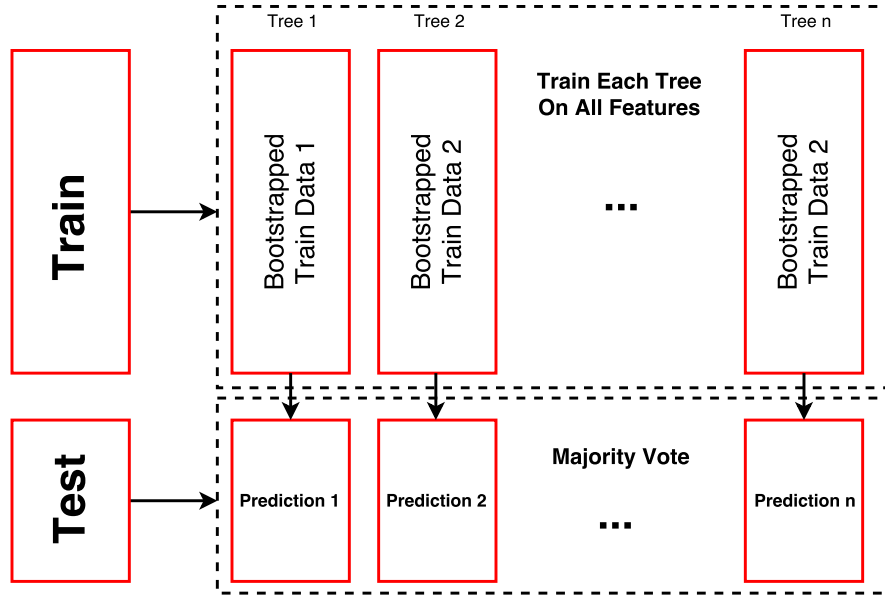 Tree 1
Tree 2
Tree n
Train
Bootstrapped
Train Data 1
Bootstrapped
Train Data 2
Train Each Tree
On All Features
...
Bootstrapped
Train Data 2
Test
Prediction 1
Prediction 2
Majority Vote
...
Prediction n